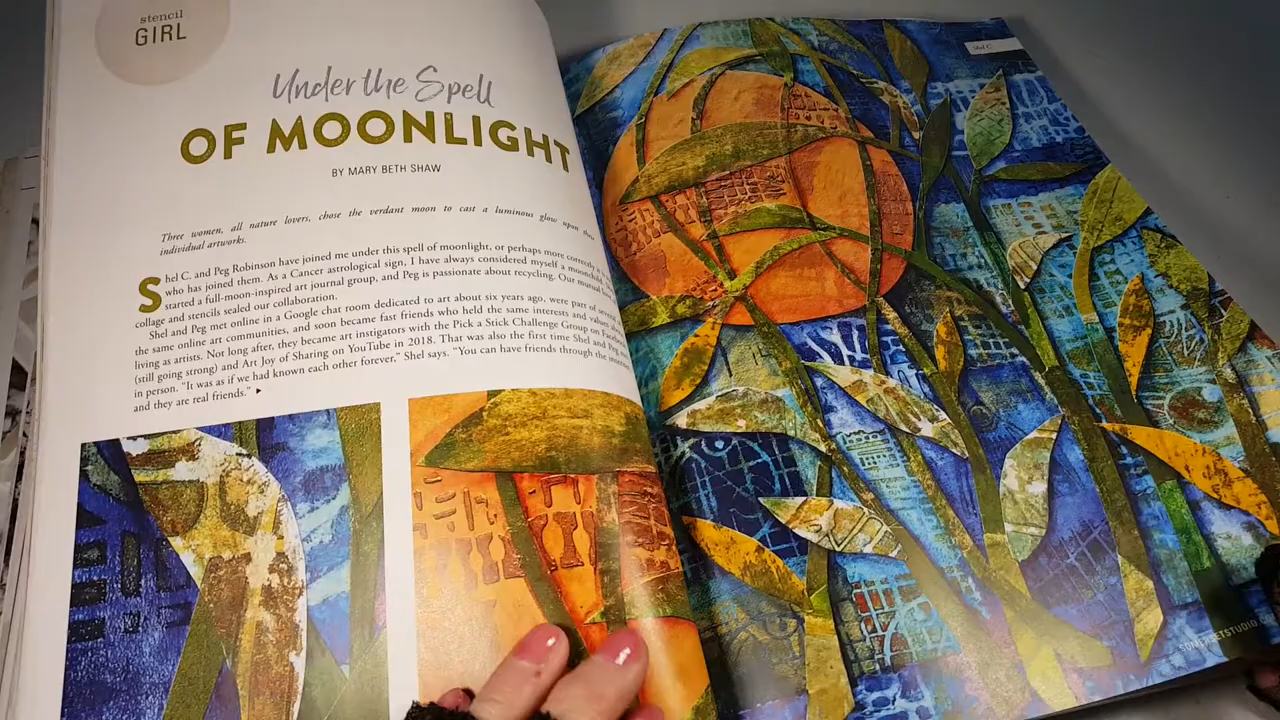 stencil
GIRL
Under the Spell
OF MOONLIGHT
BY MARY BETH SHAW
Three women, all nature lovers, chose the verdant moon to cast a luminous glow upon their
individual artworks.
Shel C. and Peg Robinson have joined me under this spell of moonlight, or perhaps more correctly
who has joined them. As a Cancer astrological sign, I have always considered myself a moonchild,
started a full-moon-inspired art journal group, and Peg is passionate about recycling. Our mutual
collage and stencils sealed our collaboration.
Shel and Peg met online in a Google chat room dedicated to art about six years ago, were part of several
the same online art communities, and soon became fast friends who held the same interests and values
living as artists. Not long after, they became art instigators with the Pick a Stick Challenge Group on Facebook
(still going strong) and Art Joy of Sharing on YouTube in 2018. That was also the first time Shel and Peg
in person. “It was as if we had known each other forever,” Shel says. “You can have friends through the internet
and they are real friends.” ▸
Shel C.
SOMERSETSTUDIO